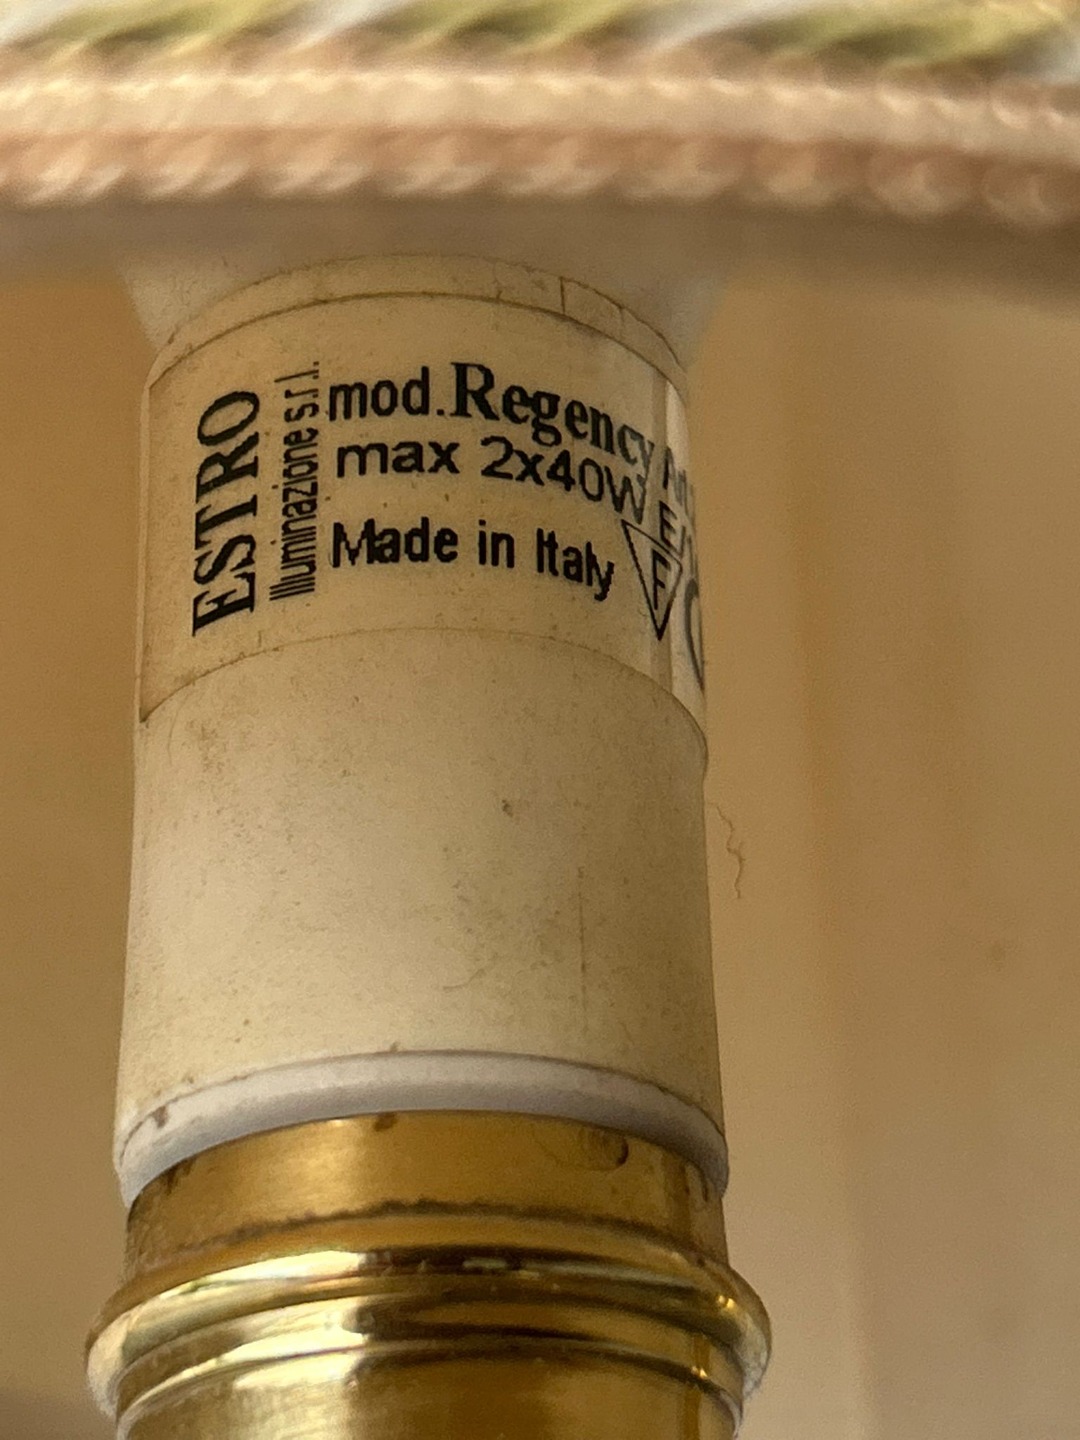 ESTRO
Illuminazione s.r.l.
mod.Regency
max 2x40W
Made in Italy
F